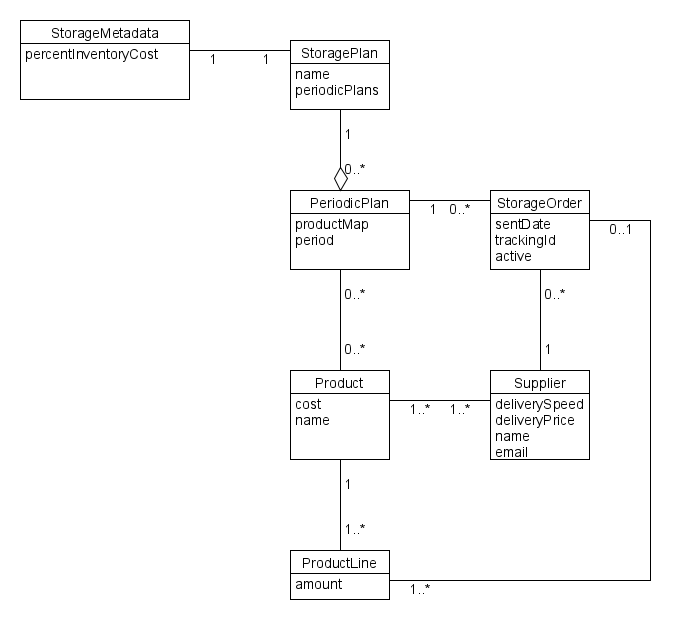 StorageMetadata
percentInventoryCost
1
1
StoragePlan
name
periodicPlans
1
0..*
PeriodicPlan
productMap
period
1
0..*
StorageOrder
sentDate
trackingId
active
0..1
0..*
0..*
0..*
1
Product
cost
name
1..*
1..*
Supplier
deliverySpeed
deliveryPrice
name
email
1
1..*
ProductLine
amount
1..*